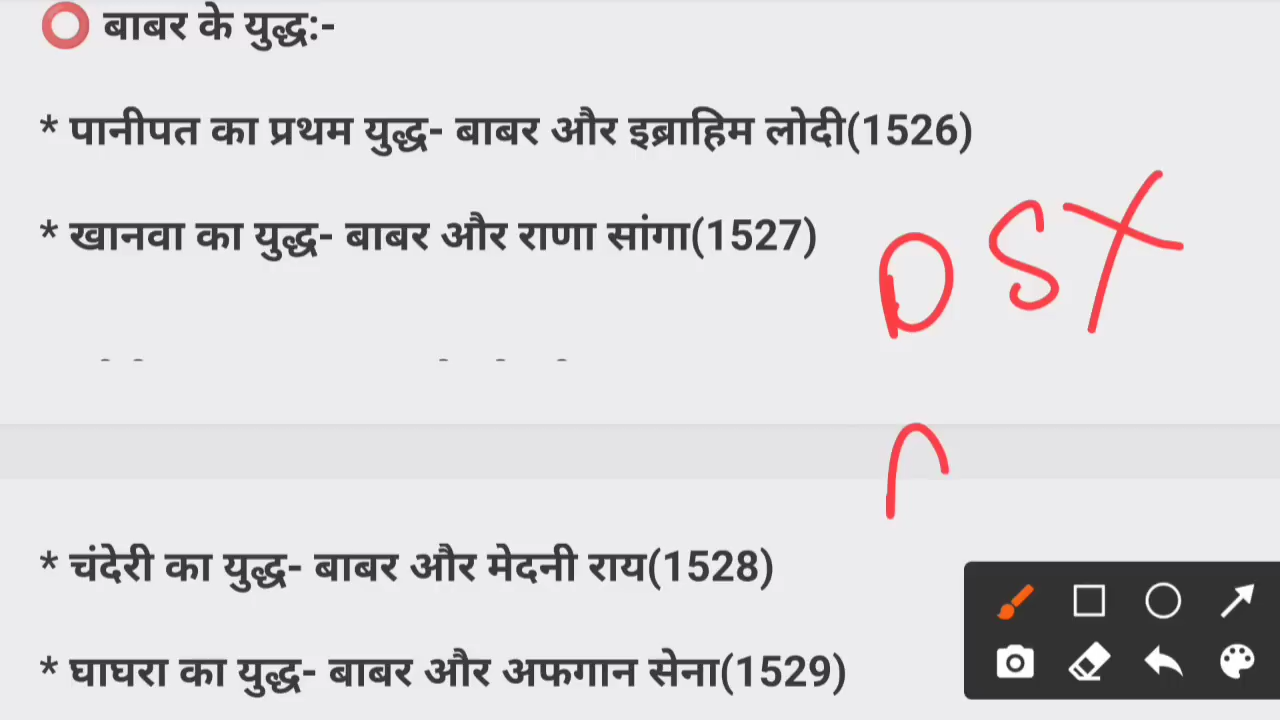 बाबर के युद्ध:-
* पानीपत का प्रथम युद्ध- बाबर और इब्राहिम लोदी(1526)
* खानवा का युद्ध- बाबर और राणा सांगा(1527)
* चंदेरी का युद्ध- बाबर और मेदनी राय(1528)
* घाघरा का युद्ध- बाबर और अफगान सेना(1529)